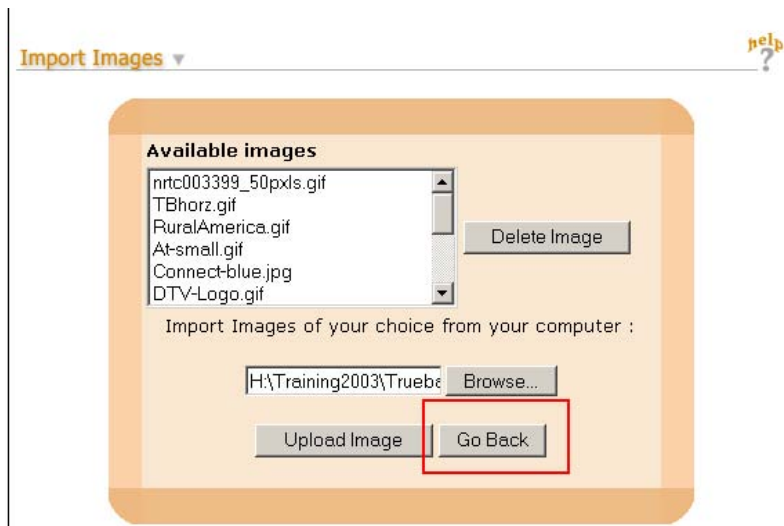 help
?
Import Images
Available images
nrtc003399_50pxls.gif
TBhorz.gif
RuralAmerica.gif
At-small.gif
Connect-blue.jpg
DTV-Logo.gif
Delete Image
Import Images of your choice from your computer :
H:\Training2003\Trueba
Browse...
Upload Image
Go Back